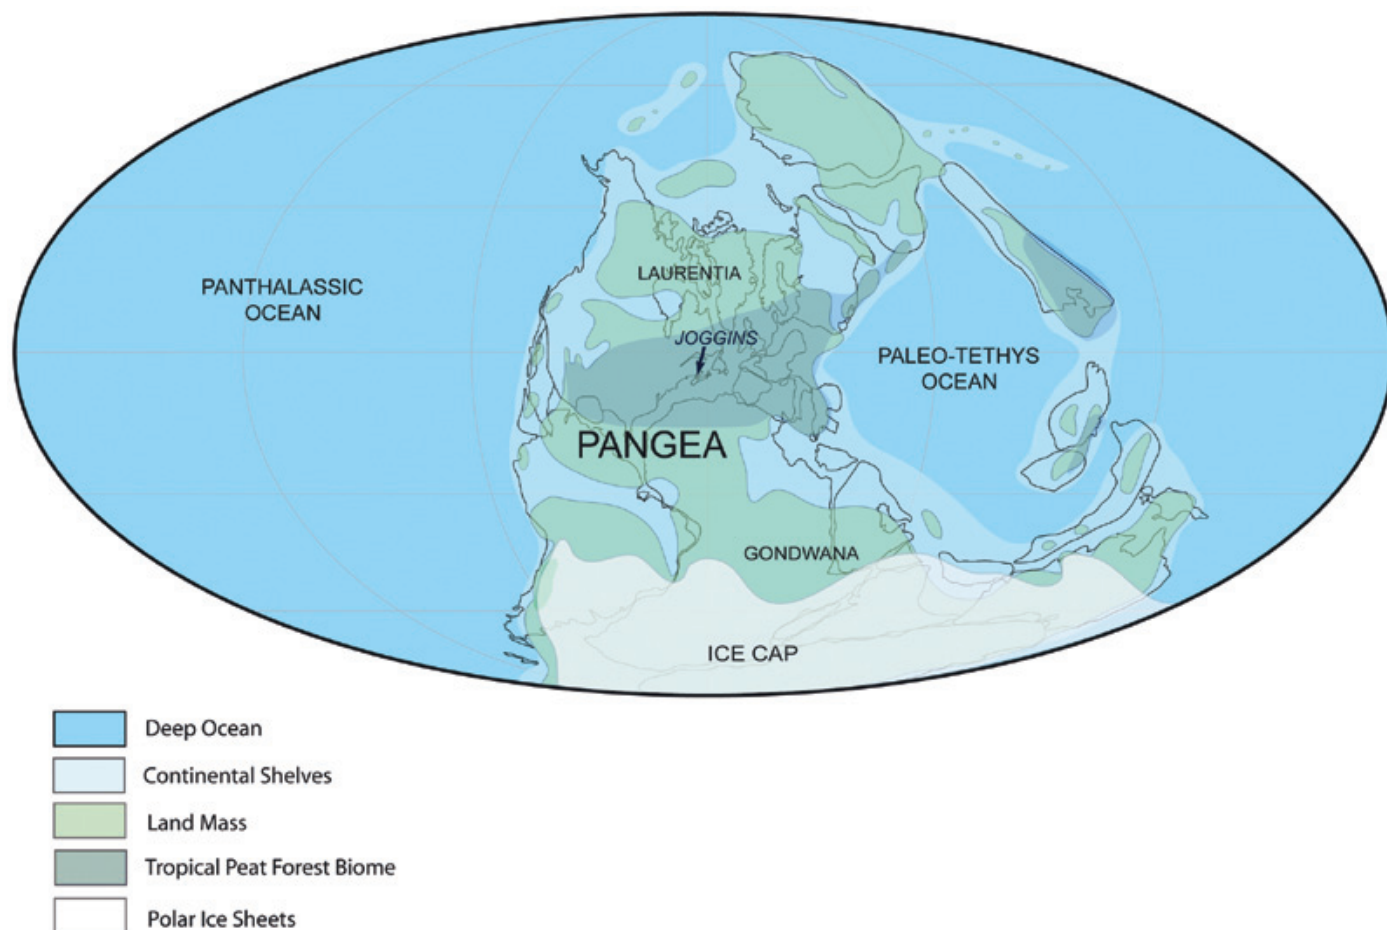 LAURENTIA
PANTHALASSIC
OCEAN
JOGGINS
PALEO-TETHYS
OCEAN
PANGEA
GONDWANA
ICE CAP
Deep Ocean
Continental Shelves
Land Mass
Tropical Peat Forest Biome
Polar Ice Sheets